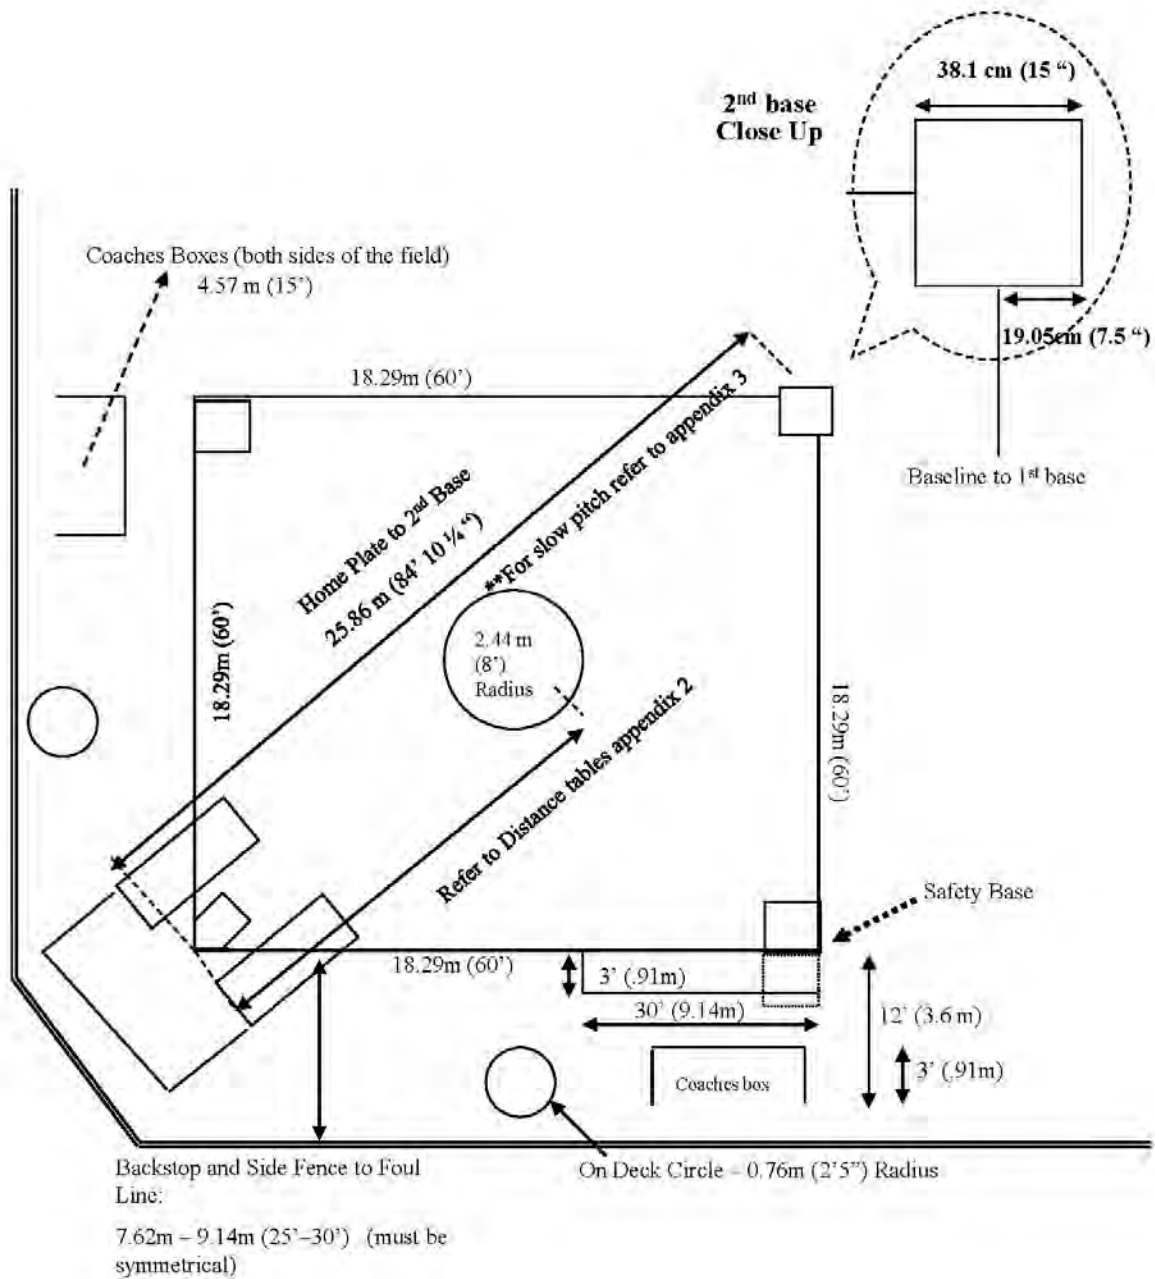 38.1 cm (15 “)
2nd base
Close Up
19.05cm (7.5 “)
Baseline to 1st base
Coaches Boxes (both sides of the field)
4.57 m (15’)
18.29m (60’)
Home Plate to 2nd Base
25.86 m (84’ 10 ¼ “)
**For slow pitch refer to appendix 3
2.44 m
(8’)
Radius
18.29m (60’)
18.29m (60’)
Refer to Distance tables appendix 2
Safety Base
18.29m (60’)
3’ (.91m)
30’ (9.14m)
12’ (3.6 m)
3’ (.91m)
Coaches box
Backstop and Side Fence to Foul
Line:
7.62m – 9.14m (25’–30’) (must be
symmetrical)
On Deck Circle – 0.76m (2’5”) Radius